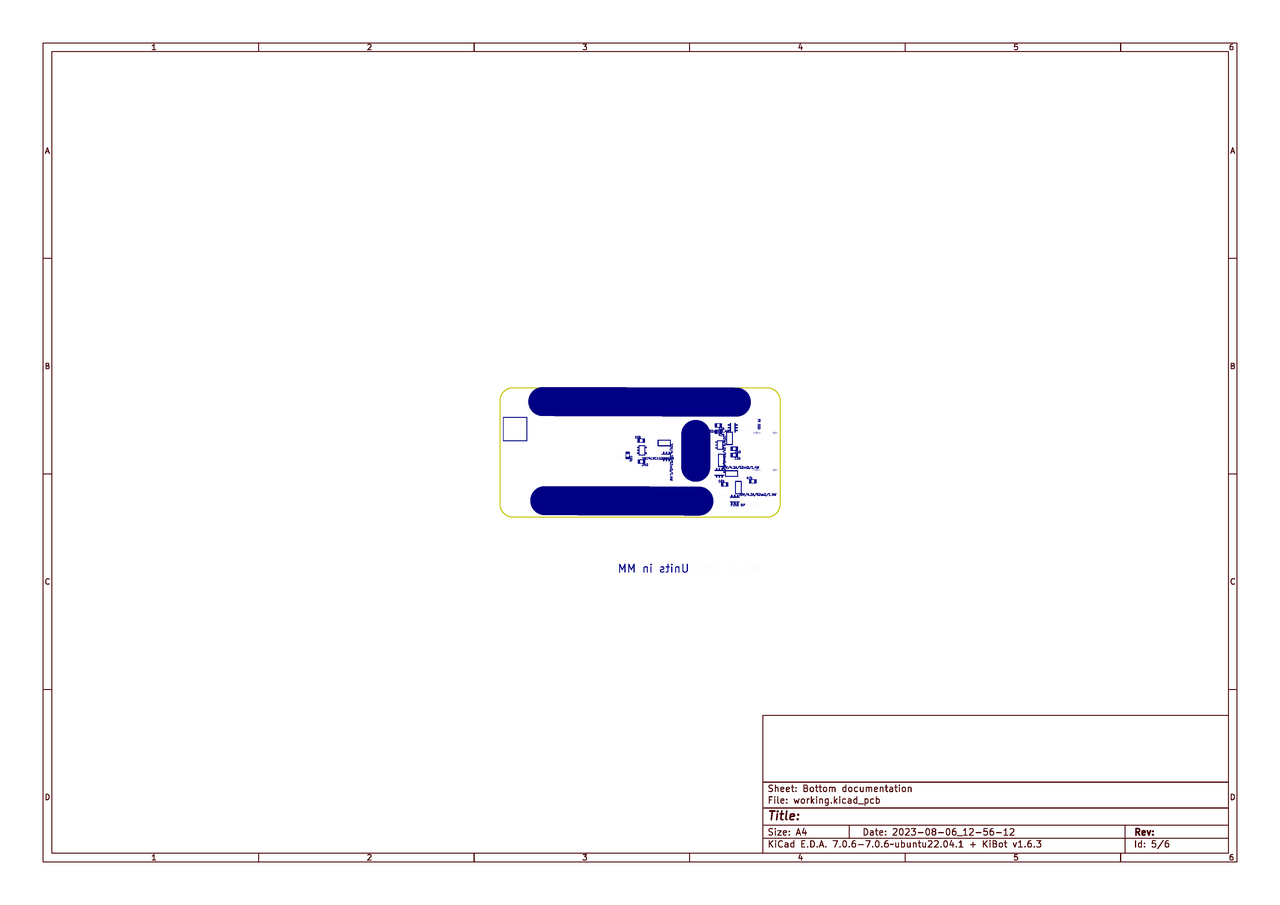 1 2 3 4 5 6
A A
B B
Units in MM
C C
D D
Sheet: Bottom documentation
File: working.kicad_pcb
Title:
Size: A4 Date: 2023-08-06_12-56-12 Rev:
KiCad E.D.A. 7.0.6-7.0.6~ubuntu22.04.1 + KiBot v1.6.3 Id: 5/6
1 2 3 4 5 6